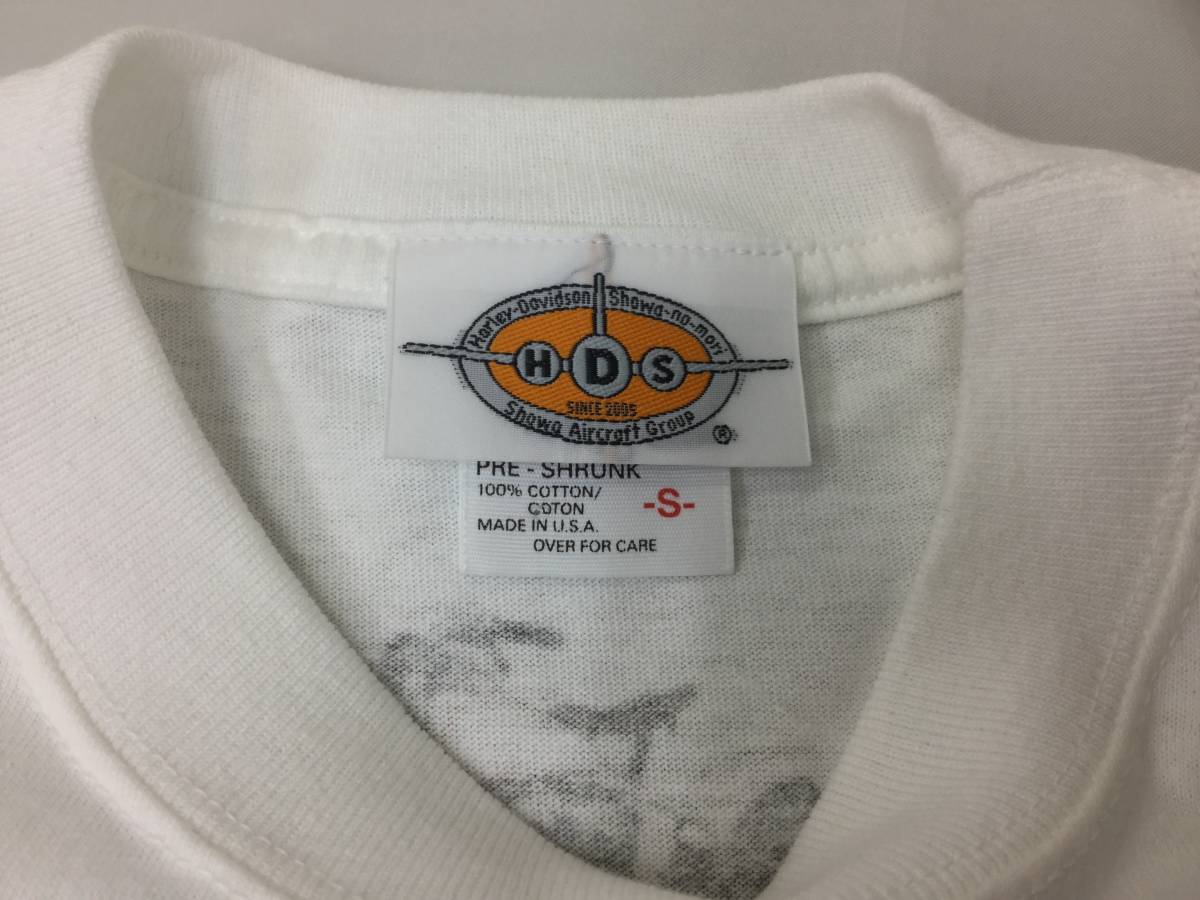 Harley-Davidson Showa-no-mori
HDS
SINCE 2005
Showa Aircraft Group
®
PRE - SHRUNK
100% COTTON/
COTON
-S-
MADE IN U.S.A.
OVER FOR CARE